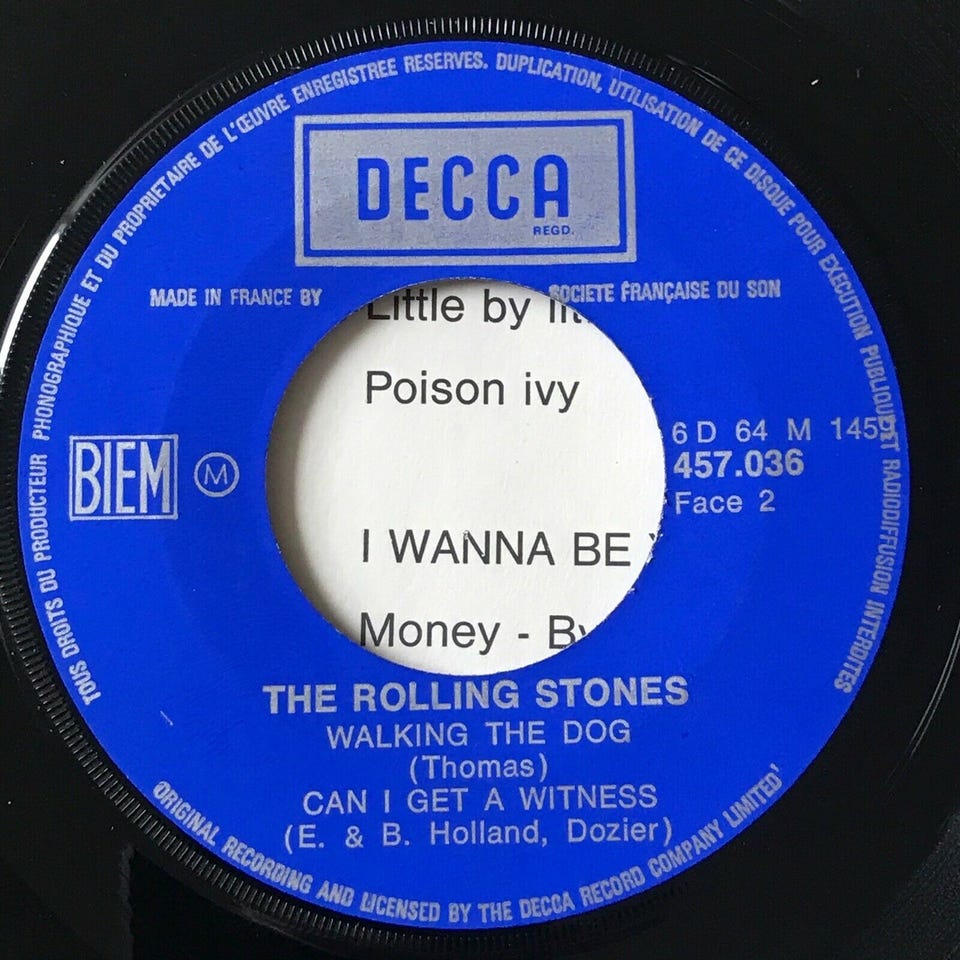 TOUS DROITS DU PRODUCTEUR PHONOGRAPHIQUE ET DU PROPRIETAIRE DE L'ŒUVRE ENREGISTREE RESERVES. DUPLICATION, UTILISATION DE CE DISQUE POUR EXECUTION PUBLIQUE ET RADIODIFFUSION INTERDITES
DECCA
REGD.
MADE IN FRANCE BY SOCIETE FRANÇAISE DU SON
Little by
Poison ivy
BIEM M
6 D 64 M
457.036
Face 2
I WANNA BE
Money -
THE ROLLING STONES
WALKING THE DOG
(Thomas)
CAN I GET A WITNESS
(E. & B. Holland, Dozier)
ORIGINAL RECORDING AND LICENSED BY THE DECCA RECORD COMPANY LIMITED'